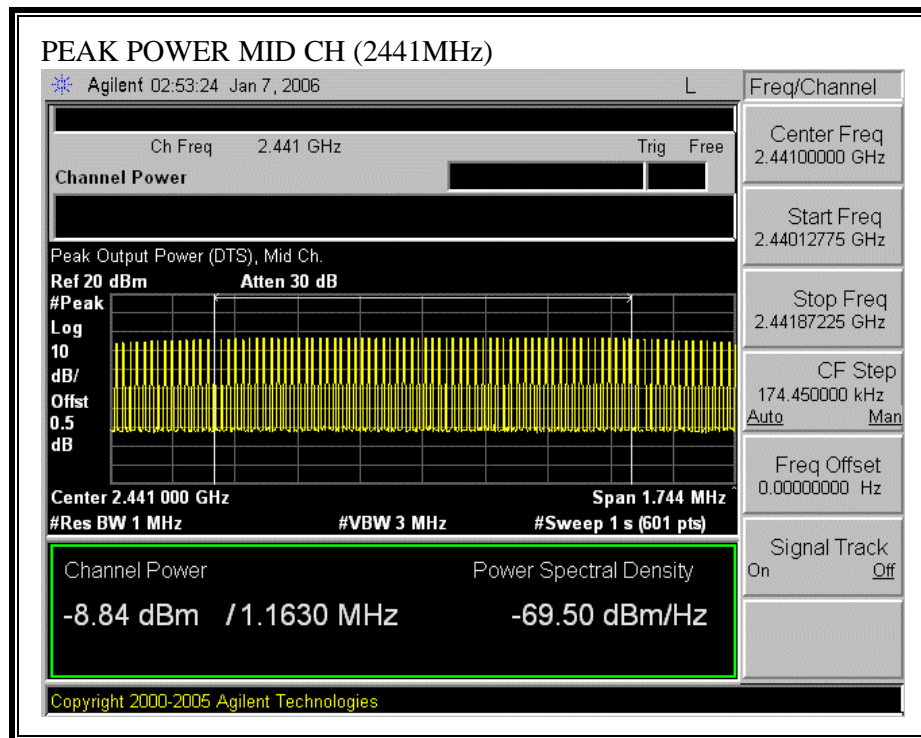 PEAK POWER MID CH (2441MHz)
Agilent 02:53:24 Jan 7, 2006 L
Freq/Channel
Ch Freq 2.441 GHz Trig Free
Channel Power
Peak Output Power (DTS), Mid Ch.
Ref 20 dBm Atten 30 dB
#Peak
Log
10
dB/
Offst
0.5
dB
Center 2.441 000 GHz Span 1.744 MHz
#Res BW 1 MHz #VBW 3 MHz #Sweep 1 s (601 pts)
Channel Power Power Spectral Density
-8.84 dBm /1.1630 MHz -69.50 dBm/Hz
Copyright 2000-2005 Agilent Technologies
Center Freq
2.44100000 GHz
Start Freq
2.44012775 GHz
Stop Freq
2.44187225 GHz
CF Step
174.450000 kHz
Auto Man
Freq Offset
0.00000000 Hz
Signal Track
On Off